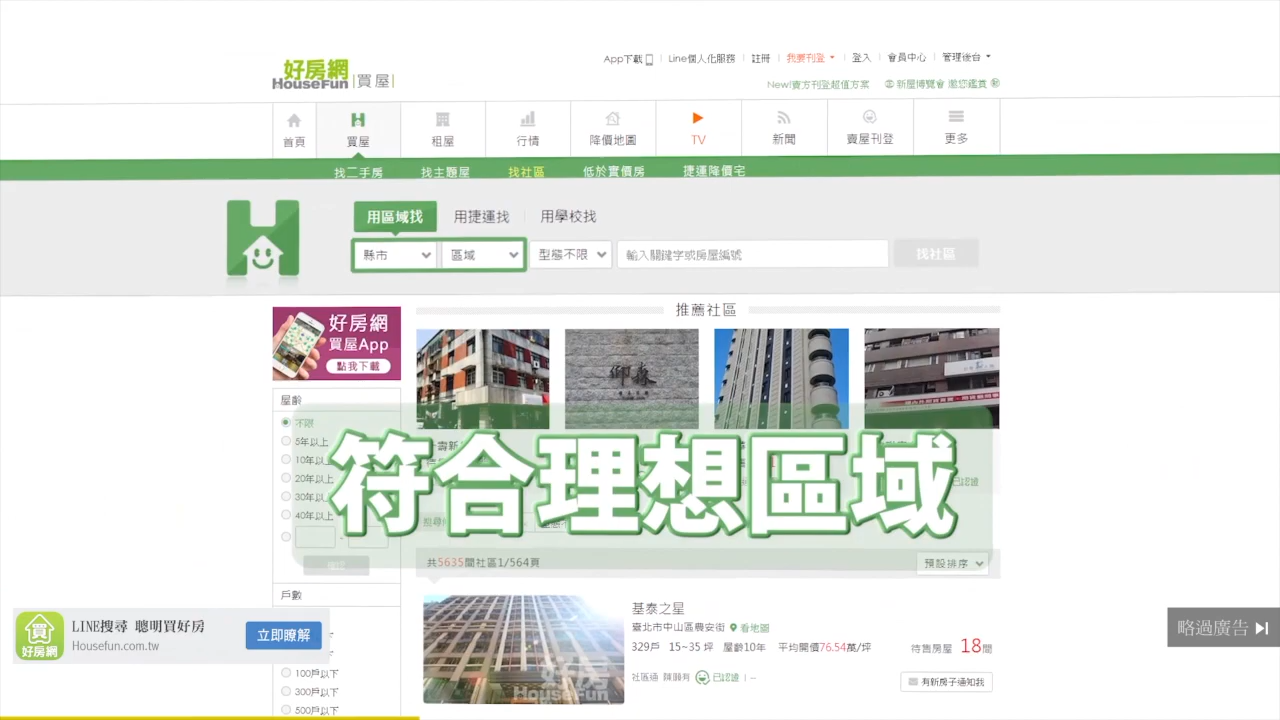 好房網
HouseFun
買屋
App下載 Line個人化服務 註冊 我要刊登 登入 會員中心 管理後台
New!賣方刊登超值方案 新屋博覽會 邀您鑑賞
首頁 買屋 租屋 行情 降價地圖 TV 新聞 賣屋刊登 更多
找二手房 找主題屋 找社區 低於實價房 捷運降價宅
用區域找 用捷運找 用學校找
縣市 區域 型態不限 輸入關鍵字或房屋編號 找社區
好房網
買屋App
點我下載
推薦社區
屋齡
不限
5年以上
10年以上
20年以上
30年以上
40年以上
確認
符合理想區域
已認證
共5635間社區1/564頁
預設排序
戶數
100戶以下
300戶以下
500戶以下
基泰之星
臺北市中山區農安街 看地圖
329戶 15~35 坪 屋齡10年 平均開價76.54萬/坪
待售房屋 18間
已認證 | --
有新房子通知我
好房
HouseFun
買
好房網
LINE搜尋 聰明買好房
Housefun.com.tw
立即瞭解
略過廣告